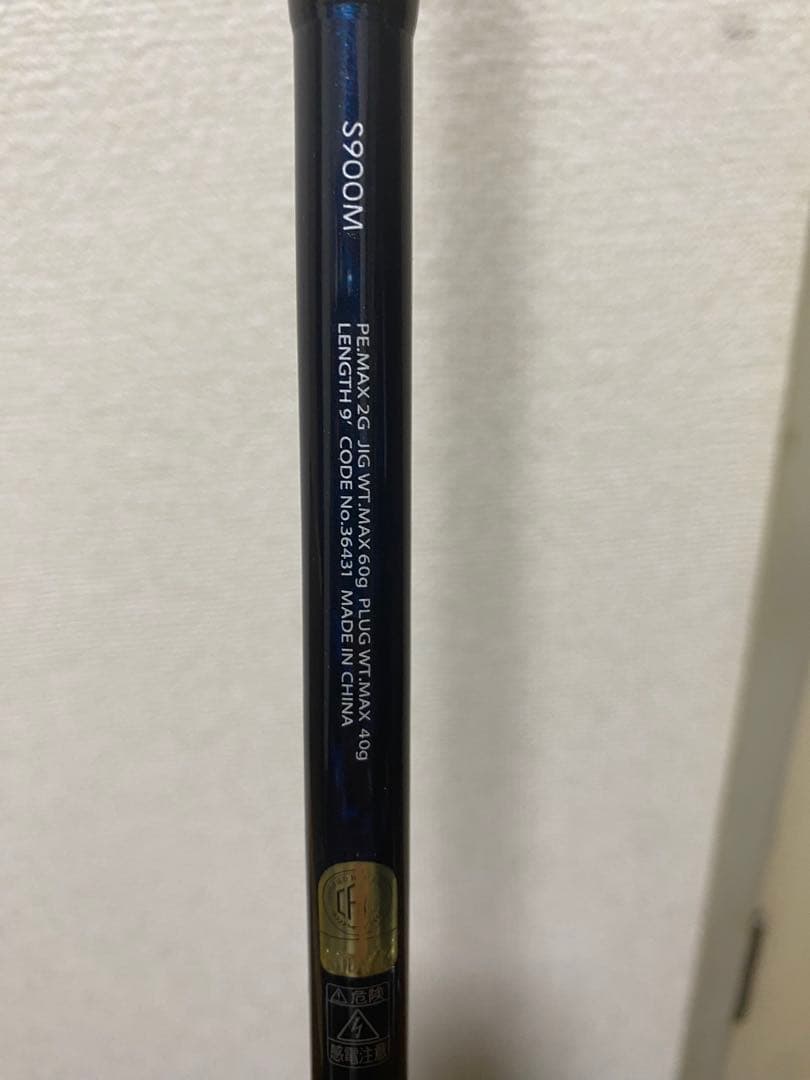 S900M
PE.MAX 2G JIG WT.MAX 60g PLUG WT.MAX 40g
LENGTH 9′ CODE No.36431 MADE IN CHINA
危険
感電注意